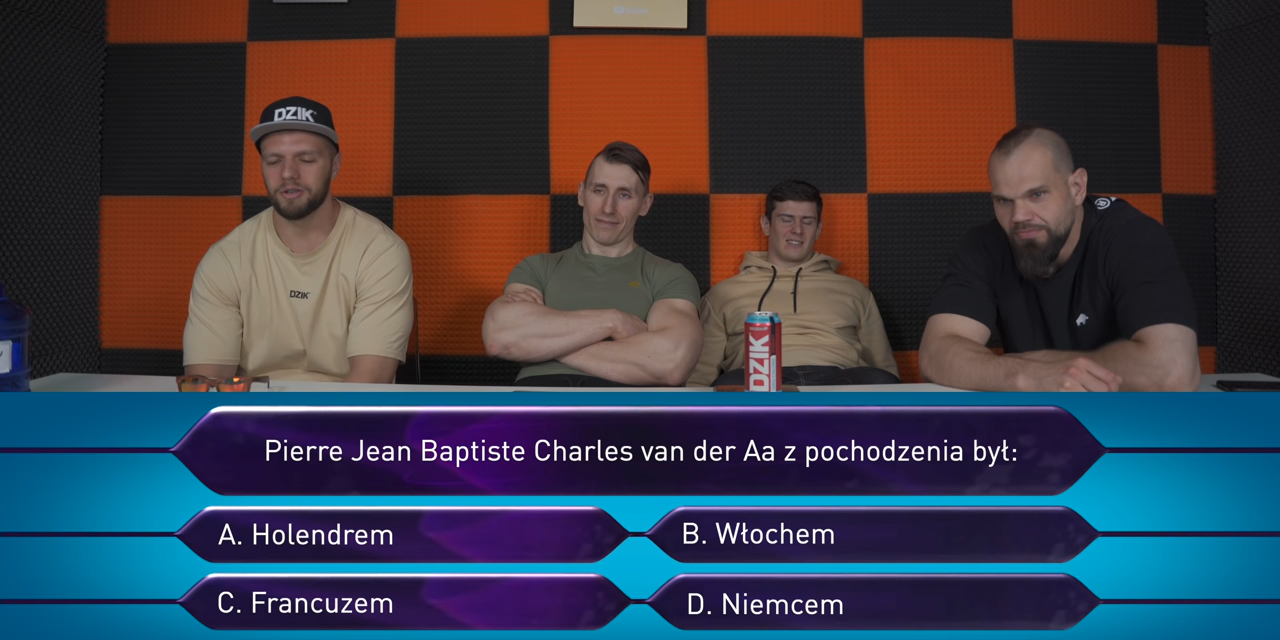 DZIK
DZIK
DZIK
Pierre Jean Baptiste Charles van der Aa z pochodzenia był:
A. Holendrem
B. Włochem
C. Francuzem
D. Niemcem